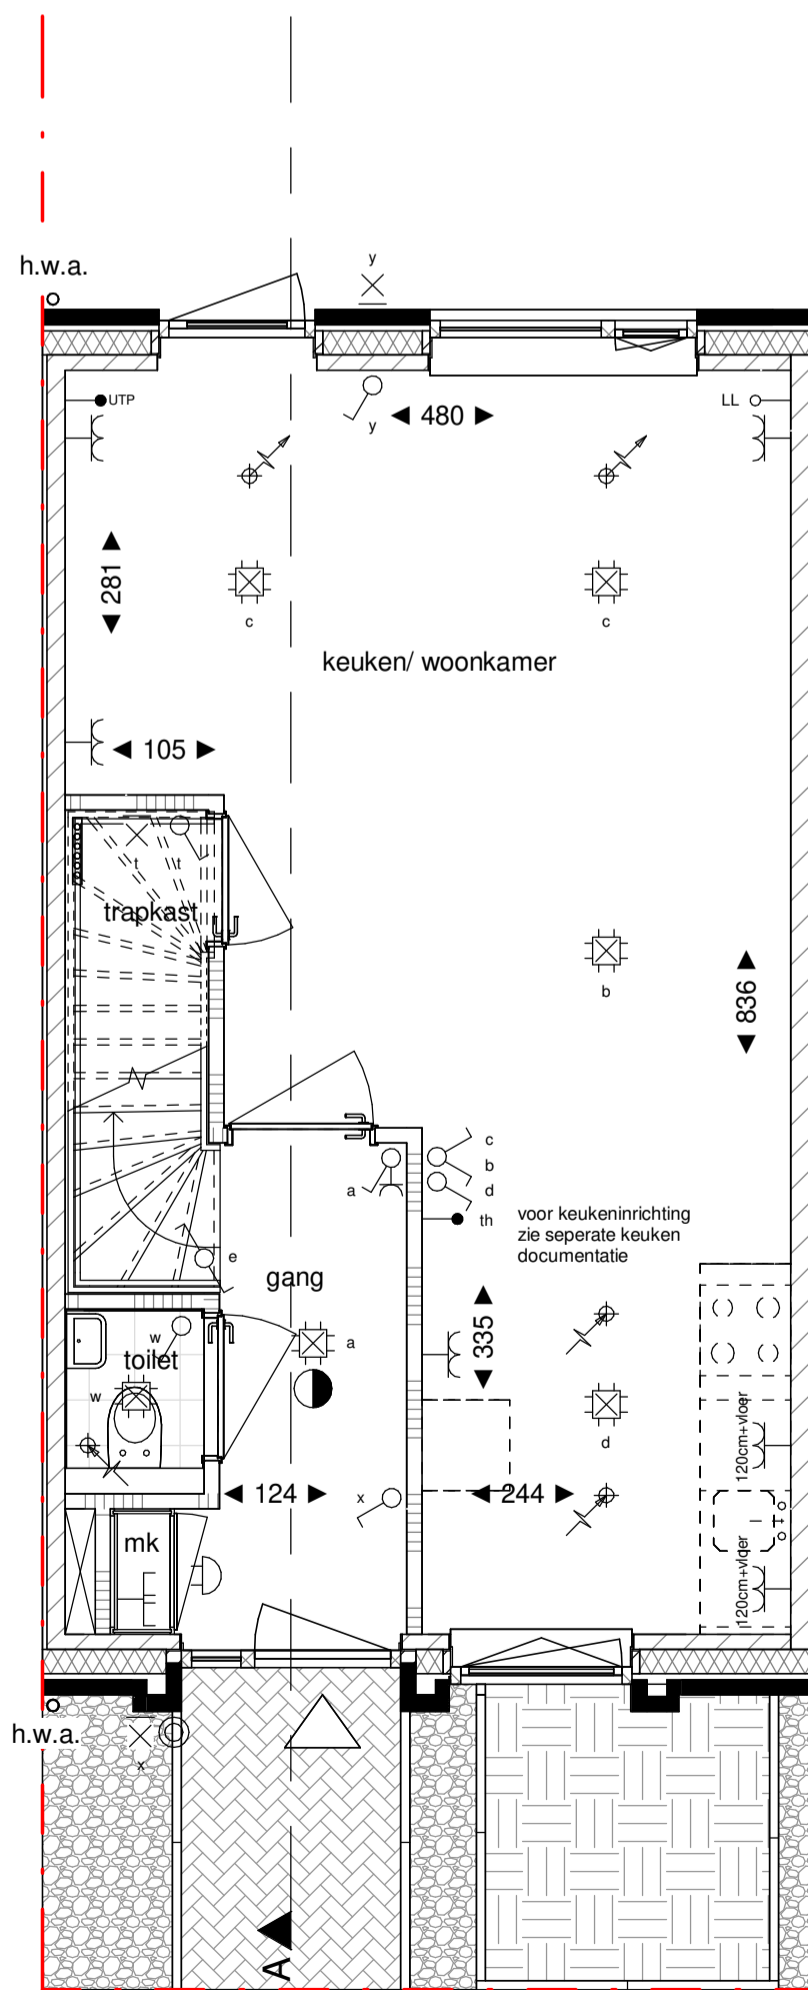 h.w.a.
y
UTP
y
480
LL
281
c
c
keuken/ woonkamer
105
t
t
trapkast
b
836
c
b
a
d
th
voor keukeninrichting
zie seperate keuken
documentatie
e
gang
335
w
toilet
a
w
d
120cm+vloer
124
x
244
mk
120cm+vloer
h.w.a.
x
A